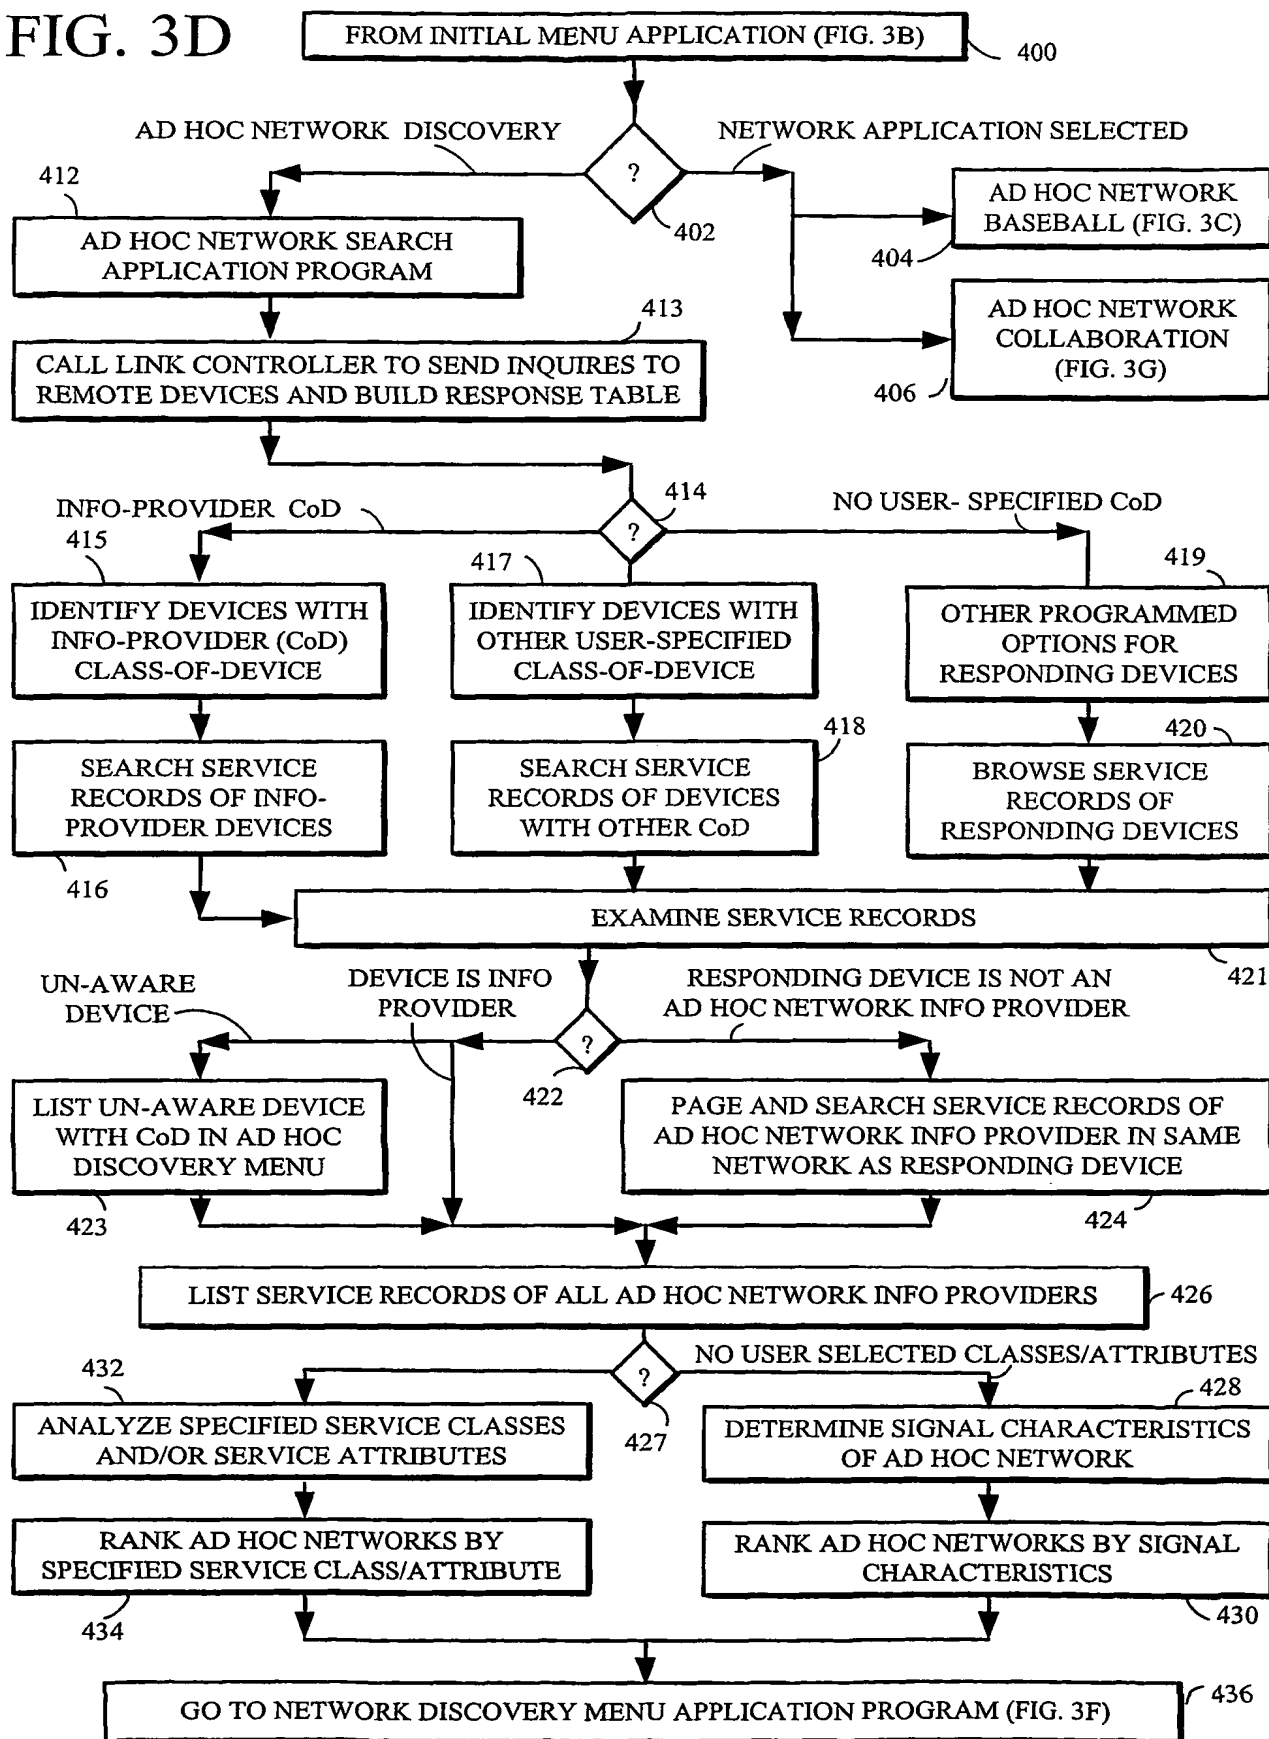 FIG. 3D
FROM INITIAL MENU APPLICATION (FIG. 3B)
400
AD HOC NETWORK DISCOVERY
NETWORK APPLICATION SELECTED
?
402
412
AD HOC NETWORK SEARCH
APPLICATION PROGRAM
AD HOC NETWORK
BASEBALL (FIG. 3C)
404
413
CALL LINK CONTROLLER TO SEND INQUIRES TO
REMOTE DEVICES AND BUILD RESPONSE TABLE
AD HOC NETWORK
COLLABORATION
(FIG. 3G)
406
INFO-PROVIDER CoD
?
414
NO USER- SPECIFIED CoD
415
IDENTIFY DEVICES WITH
INFO-PROVIDER (CoD)
CLASS-OF-DEVICE
417
IDENTIFY DEVICES WITH
OTHER USER-SPECIFIED
CLASS-OF-DEVICE
419
OTHER PROGRAMMED
OPTIONS FOR
RESPONDING DEVICES
SEARCH SERVICE
RECORDS OF INFO-
PROVIDER DEVICES
416
418
SEARCH SERVICE
RECORDS OF DEVICES
WITH OTHER CoD
420
BROWSE SERVICE
RECORDS OF
RESPONDING DEVICES
EXAMINE SERVICE RECORDS
421
UN-AWARE
DEVICE
DEVICE IS INFO
PROVIDER
RESPONDING DEVICE IS NOT AN
AD HOC NETWORK INFO PROVIDER
?
422
LIST UN-AWARE DEVICE
WITH CoD IN AD HOC
DISCOVERY MENU
423
PAGE AND SEARCH SERVICE RECORDS OF
AD HOC NETWORK INFO PROVIDER IN SAME
NETWORK AS RESPONDING DEVICE
424
LIST SERVICE RECORDS OF ALL AD HOC NETWORK INFO PROVIDERS
426
?
427
NO USER SELECTED CLASSES/ATTRIBUTES
432
ANALYZE SPECIFIED SERVICE CLASSES
AND/OR SERVICE ATTRIBUTES
428
DETERMINE SIGNAL CHARACTERISTICS
OF AD HOC NETWORK
RANK AD HOC NETWORKS BY
SPECIFIED SERVICE CLASS/ATTRIBUTE
434
RANK AD HOC NETWORKS BY SIGNAL
CHARACTERISTICS
430
GO TO NETWORK DISCOVERY MENU APPLICATION PROGRAM (FIG. 3F)
436